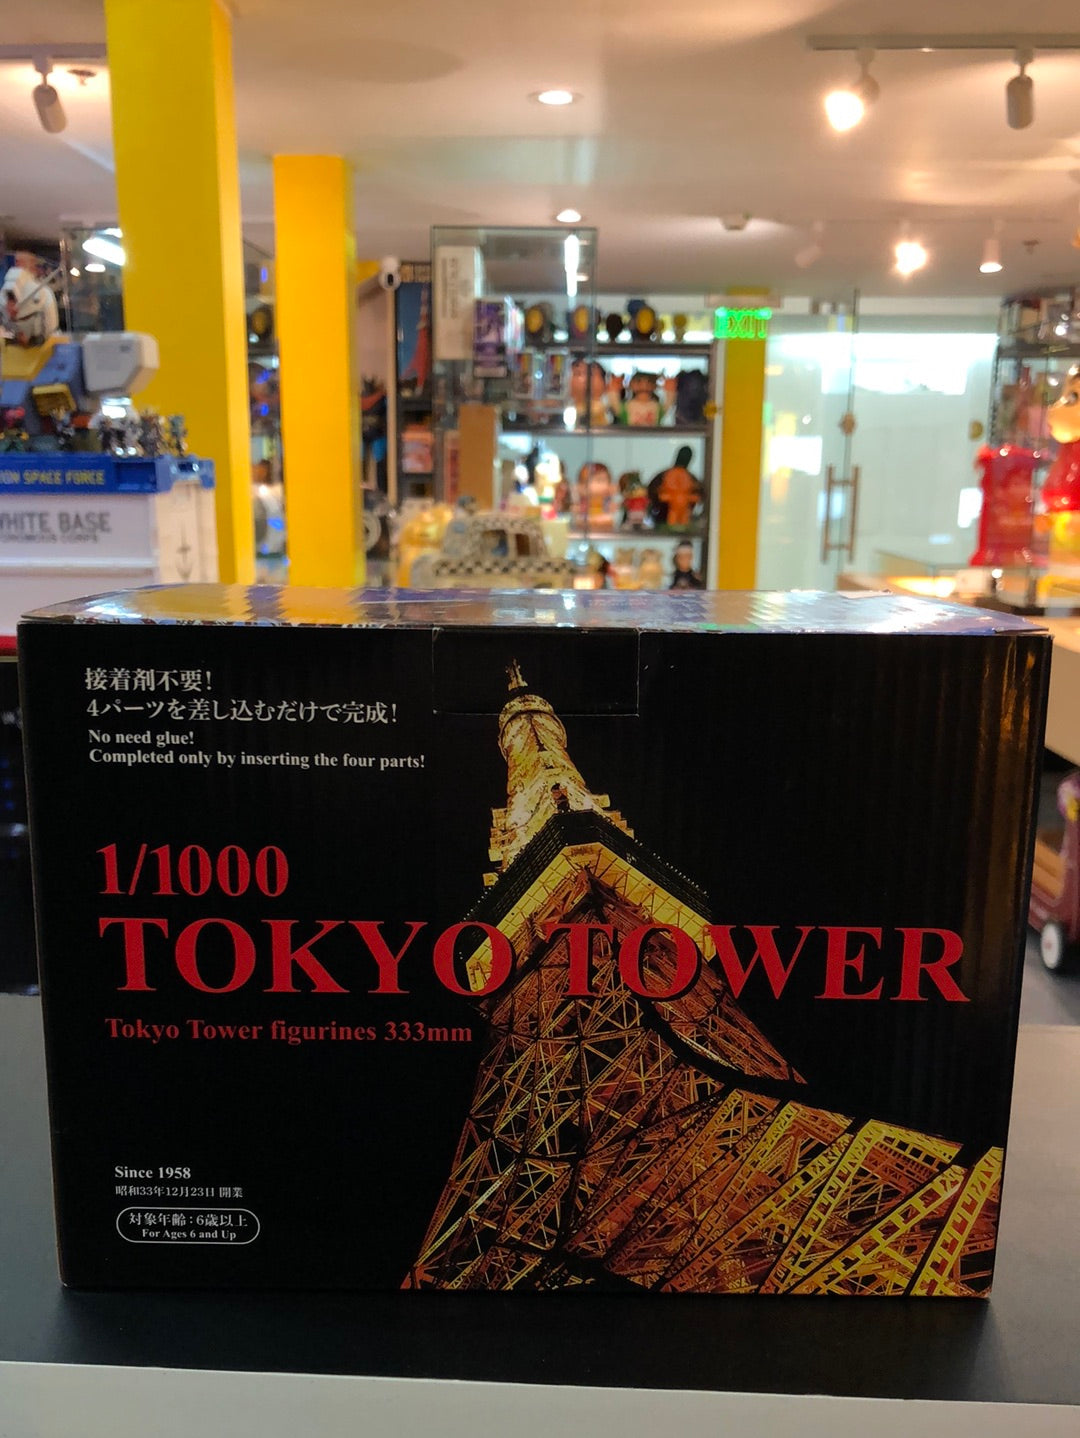 EXIT
ION SPACE FORCE
WHITE BASE
接着剤不要！
4パーツを差し込むだけで完成！
No need glue!
Completed only by inserting the four parts!
1/1000
TOKYO TOWER
Tokyo Tower figurines 333mm
Since 1958
昭和33年12月23日 開業
対象年齢：6歳以上
For Ages 6 and Up